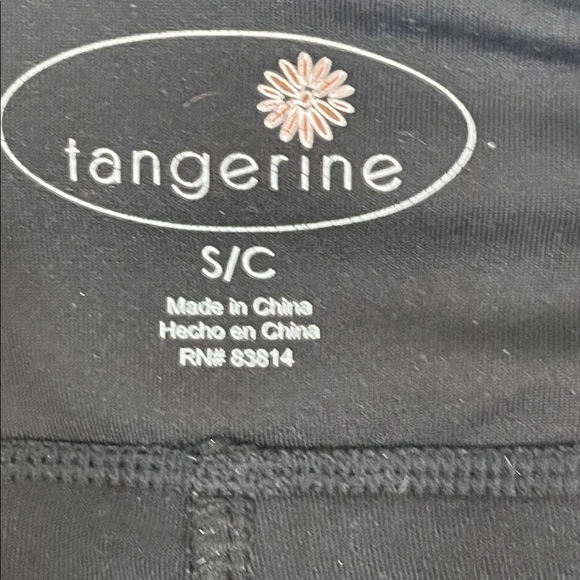 tangerine
S/C
Made in China
Hecho en China
RN# 83814